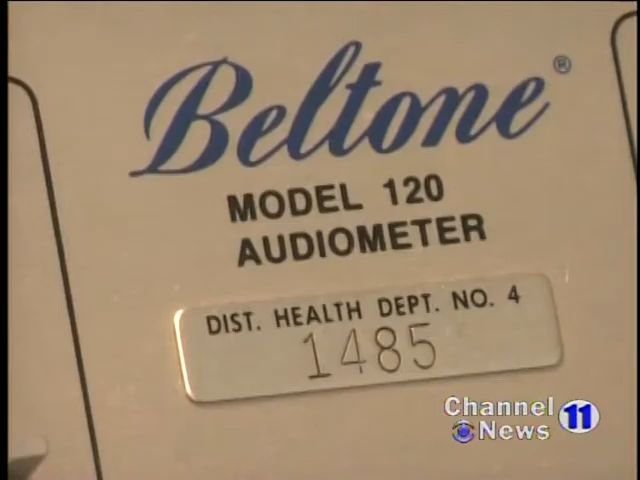 Beltone®
MODEL 120
AUDIOMETER
DIST. HEALTH DEPT. NO. 4
1485
Channel 11
News